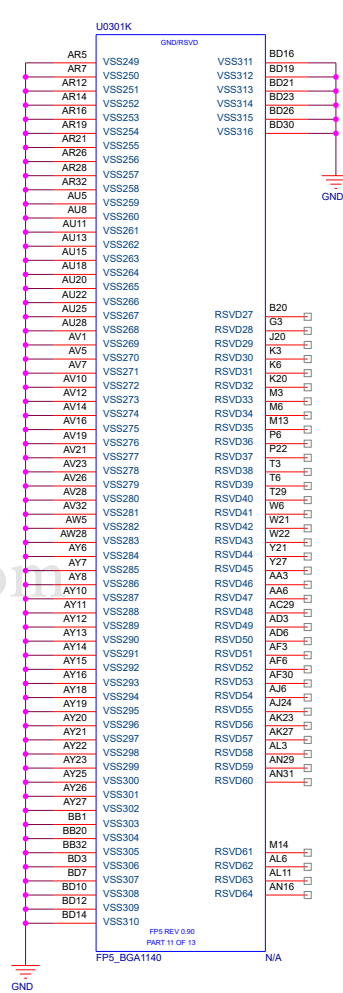 U0301K
GND/RSVD
AR5 VSS249 VSS311 BD16
AR7 VSS250 VSS312 BD19
AR12 VSS251 VSS313 BD21
AR14 VSS252 VSS314 BD23
AR16 VSS253 VSS315 BD26
AR19 VSS254 VSS316 BD30
AR21 VSS255
AR26 VSS256
AR28 VSS257
AR32 VSS258
GND
AU5 VSS259
AU8 VSS260
AU11 VSS261
AU13 VSS262
AU15 VSS263
AU18 VSS264
AU20 VSS265
AU22 VSS266
AU25 VSS267 RSVD27 B20
AU28 VSS268 RSVD28 G3
AV1 VSS269 RSVD29 J20
AV5 VSS270 RSVD30 K3
AV7 VSS271 RSVD31 K6
AV10 VSS272 RSVD32 K20
AV12 VSS273 RSVD33 M3
AV14 VSS274 RSVD34 M6
AV16 VSS275 RSVD35 M13
AV19 VSS276 RSVD36 P6
AV21 VSS277 RSVD37 P22
AV23 VSS278 RSVD38 T3
AV26 VSS279 RSVD39 T6
AV28 VSS280 RSVD40 T29
AV32 VSS281 RSVD41 W6
AW5 VSS282 RSVD42 W21
AW28 VSS283 RSVD43 W22
AY6 VSS284 RSVD44 Y21
AY7 VSS285 RSVD45 Y27
AY8 VSS286 RSVD46 AA3
AY10 VSS287 RSVD47 AA6
AY11 VSS288 RSVD48 AC29
AY12 VSS289 RSVD49 AD3
AY13 VSS290 RSVD50 AD6
AY14 VSS291 RSVD51 AF3
AY15 VSS292 RSVD52 AF6
AY16 VSS293 RSVD53 AF30
AY18 VSS294 RSVD54 AJ6
AY19 VSS295 RSVD55 AJ24
AY20 VSS296 RSVD56 AK23
AY21 VSS297 RSVD57 AK27
AY22 VSS298 RSVD58 AL3
AY23 VSS299 RSVD59 AN29
AY25 VSS300 RSVD60 AN31
AY26 VSS301
AY27 VSS302
BB1 VSS303
BB20 VSS304
BB32 VSS305 RSVD61 M14
BD3 VSS306 RSVD62 AL6
BD7 VSS307 RSVD63 AL11
BD10 VSS308 RSVD64 AN16
BD12 VSS309
BD14 VSS310
FP5 REV 0.90
PART 11 OF 13
FP5_BGA1140 N/A
GND